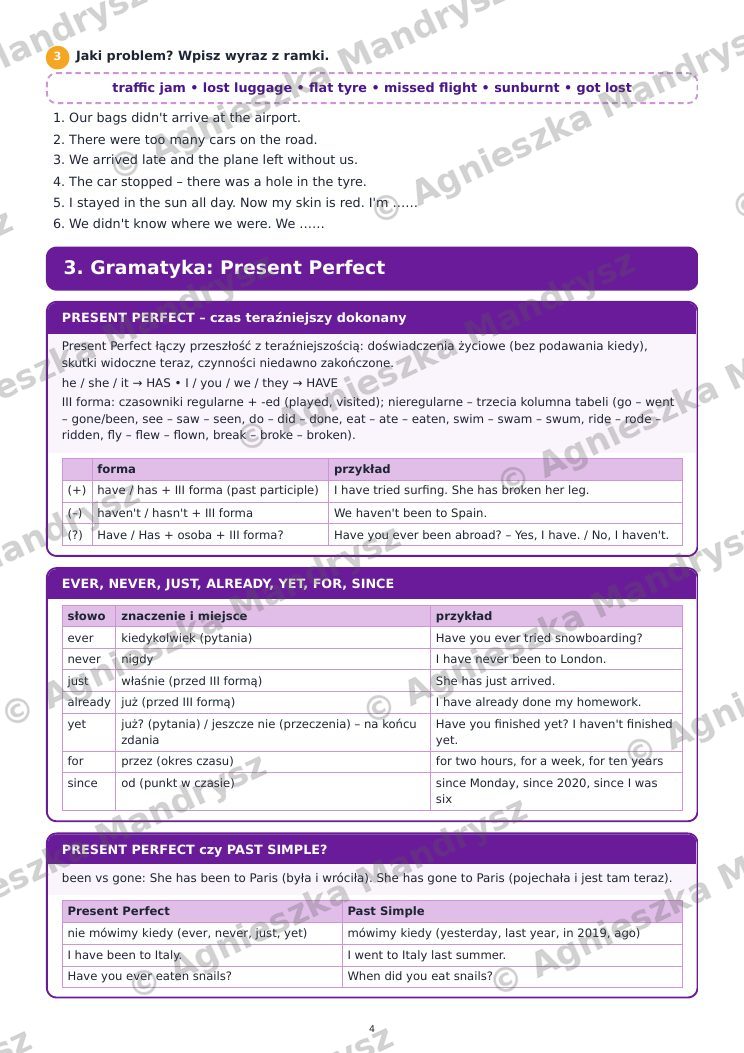 3 Jaki problem? Wpisz wyraz z ramki.
traffic jam • lost luggage • flat tyre • missed flight • sunburnt • got lost
1. Our bags didn't arrive at the airport.
2. There were too many cars on the road.
3. We arrived late and the plane left without us.
4. The car stopped – there was a hole in the tyre.
5. I stayed in the sun all day. Now my skin is red. I'm ……
6. We didn't know where we were. We ……
3. Gramatyka: Present Perfect
PRESENT PERFECT – czas teraźniejszy dokonany
Present Perfect łączy przeszłość z teraźniejszością: doświadczenia życiowe (bez podawania kiedy),
skutki widoczne teraz, czynności niedawno zakończone.
he / she / it → HAS • I / you / we / they → HAVE
III forma: czasowniki regularne + -ed (played, visited); nieregularne – trzecia kolumna tabeli (go – went
– gone/been, see – saw – seen, do – did – done, eat – ate – eaten, swim – swam – swum, ride – rode –
ridden, fly – flew – flown, break – broke – broken).
forma przykład
(+) have / has + III forma (past participle) I have tried surfing. She has broken her leg.
(–) haven't / hasn't + III forma We haven't been to Spain.
(?) Have / Has + osoba + III forma? Have you ever been abroad? – Yes, I have. / No, I haven't.
EVER, NEVER, JUST, ALREADY, YET, FOR, SINCE
słowo znaczenie i miejsce przykład
ever kiedykolwiek (pytania) Have you ever tried snowboarding?
never nigdy I have never been to London.
just właśnie (przed III formą) She has just arrived.
already już (przed III formą) I have already done my homework.
yet już? (pytania) / jeszcze nie (przeczenia) – na końcu Have you finished yet? I haven't finished
zdania yet.
for przez (okres czasu) for two hours, for a week, for ten years
since od (punkt w czasie) since Monday, since 2020, since I was
six
PRESENT PERFECT czy PAST SIMPLE?
been vs gone: She has been to Paris (była i wróciła). She has gone to Paris (pojechała i jest tam teraz).
Present Perfect Past Simple
nie mówimy kiedy (ever, never, just, yet) mówimy kiedy (yesterday, last year, in 2019, ago)
I have been to Italy. I went to Italy last summer.
Have you ever eaten snails? When did you eat snails?
4
© Agnieszka Mandrysz